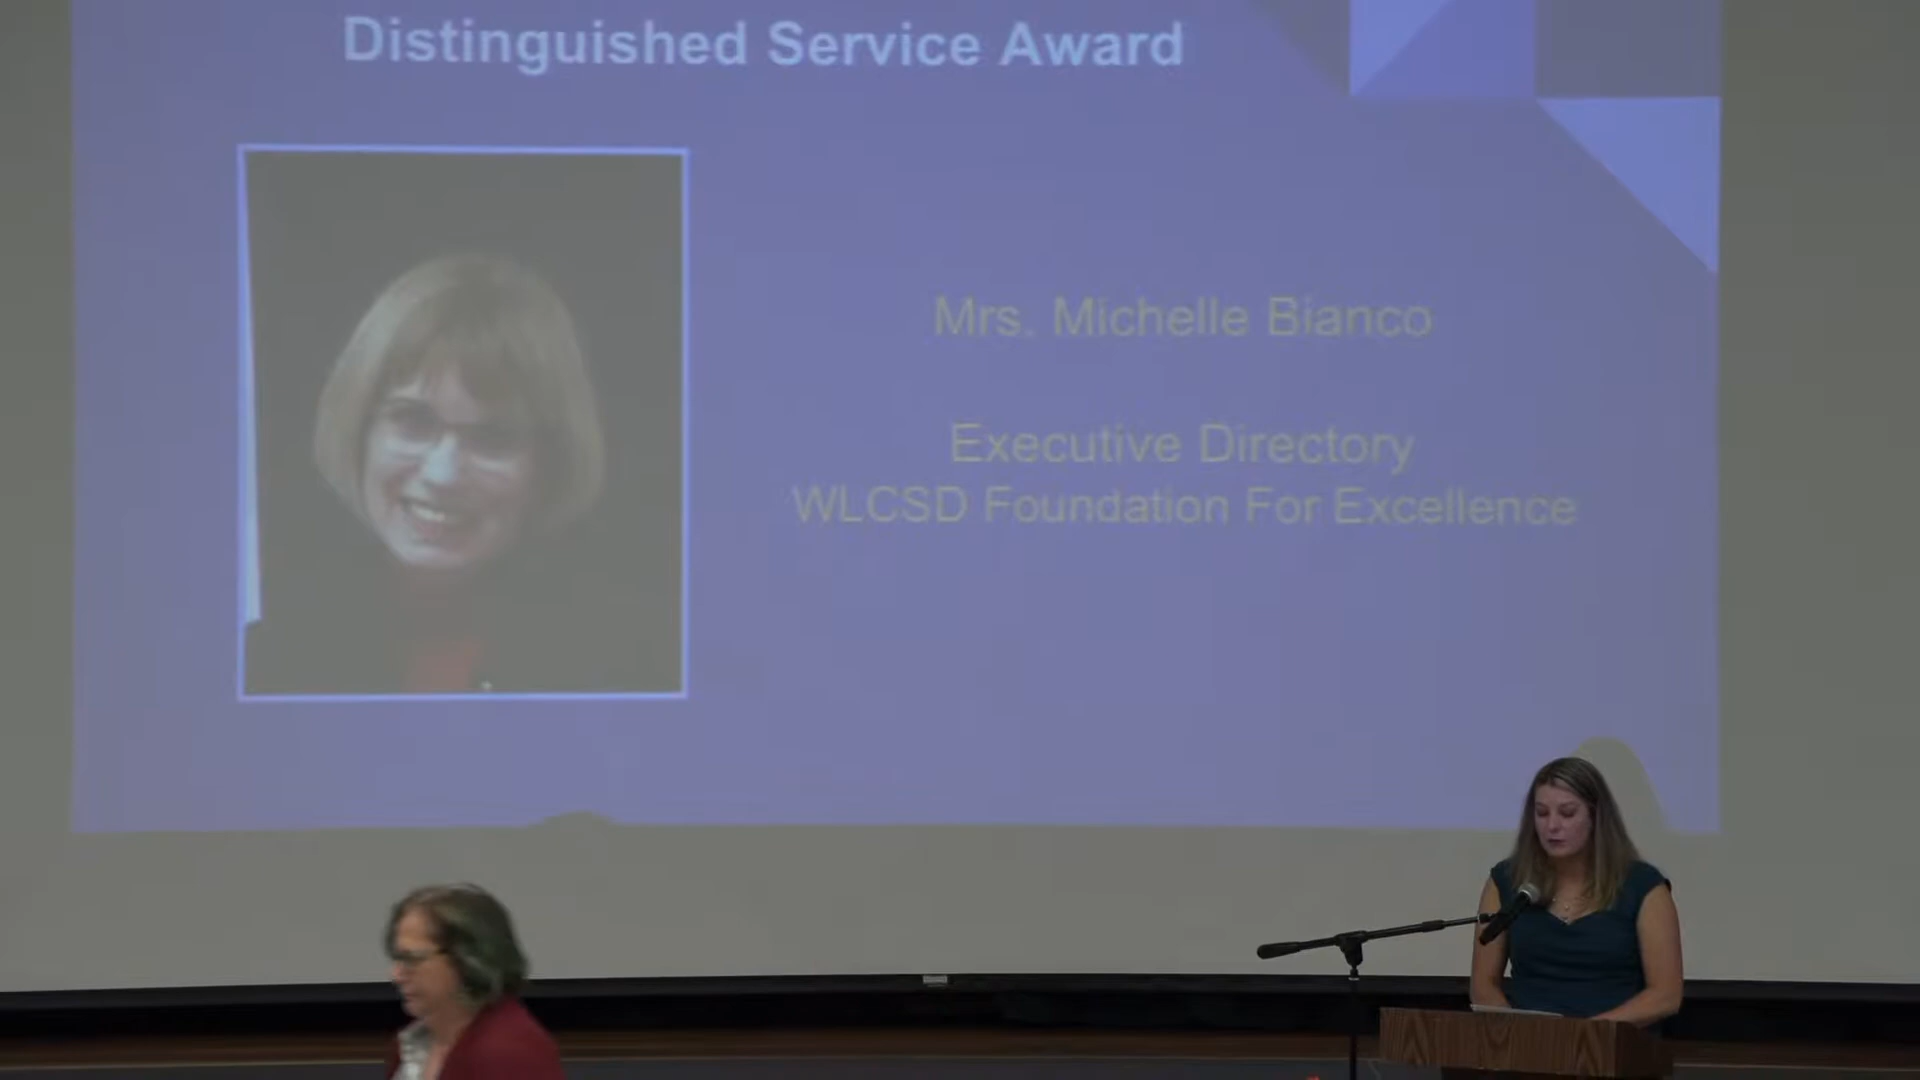 Distinguished Service Award
Mrs. Michelle Bianco
Executive Directory
WLCSD Foundation For Excellence